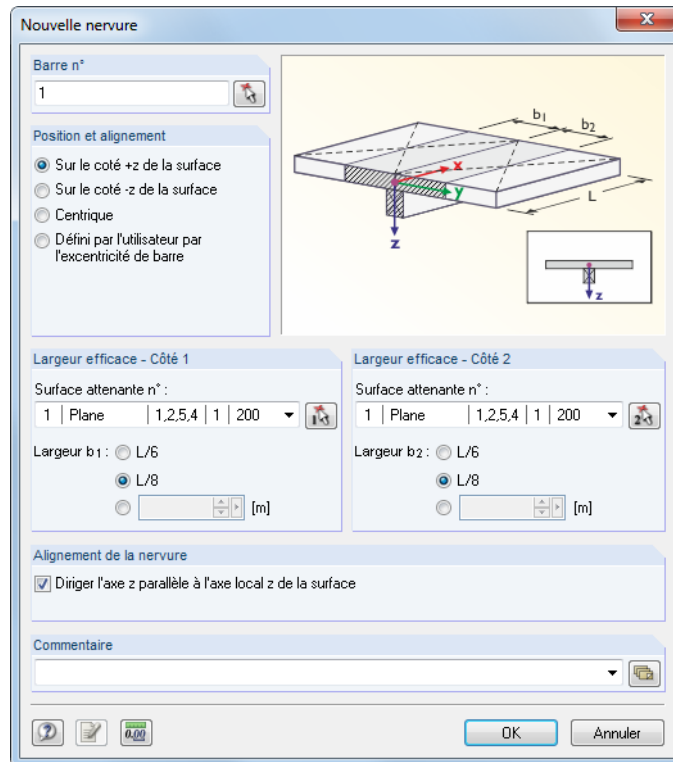 Nouvelle nervure
Barre n°
1
Position et alignement
Sur le coté +z de la surface
Sur le coté -z de la surface
Centrique
Défini par l'utilisateur par
l'excentricité de barre
b1
b2
x
y
L
z
z
Largeur efficace - Côté 1
Surface attenante n° :
1 | Plane | 1,2,5,4 | 1 | 200
1
Largeur b1 : L/6
L/8
[m]
Largeur efficace - Côté 2
Surface attenante n° :
1 | Plane | 1,2,5,4 | 1 | 200
2
Largeur b2 : L/6
L/8
[m]
Alignement de la nervure
Diriger l'axe z parallèle à l'axe local z de la surface
Commentaire
0.00
OK
Annuler